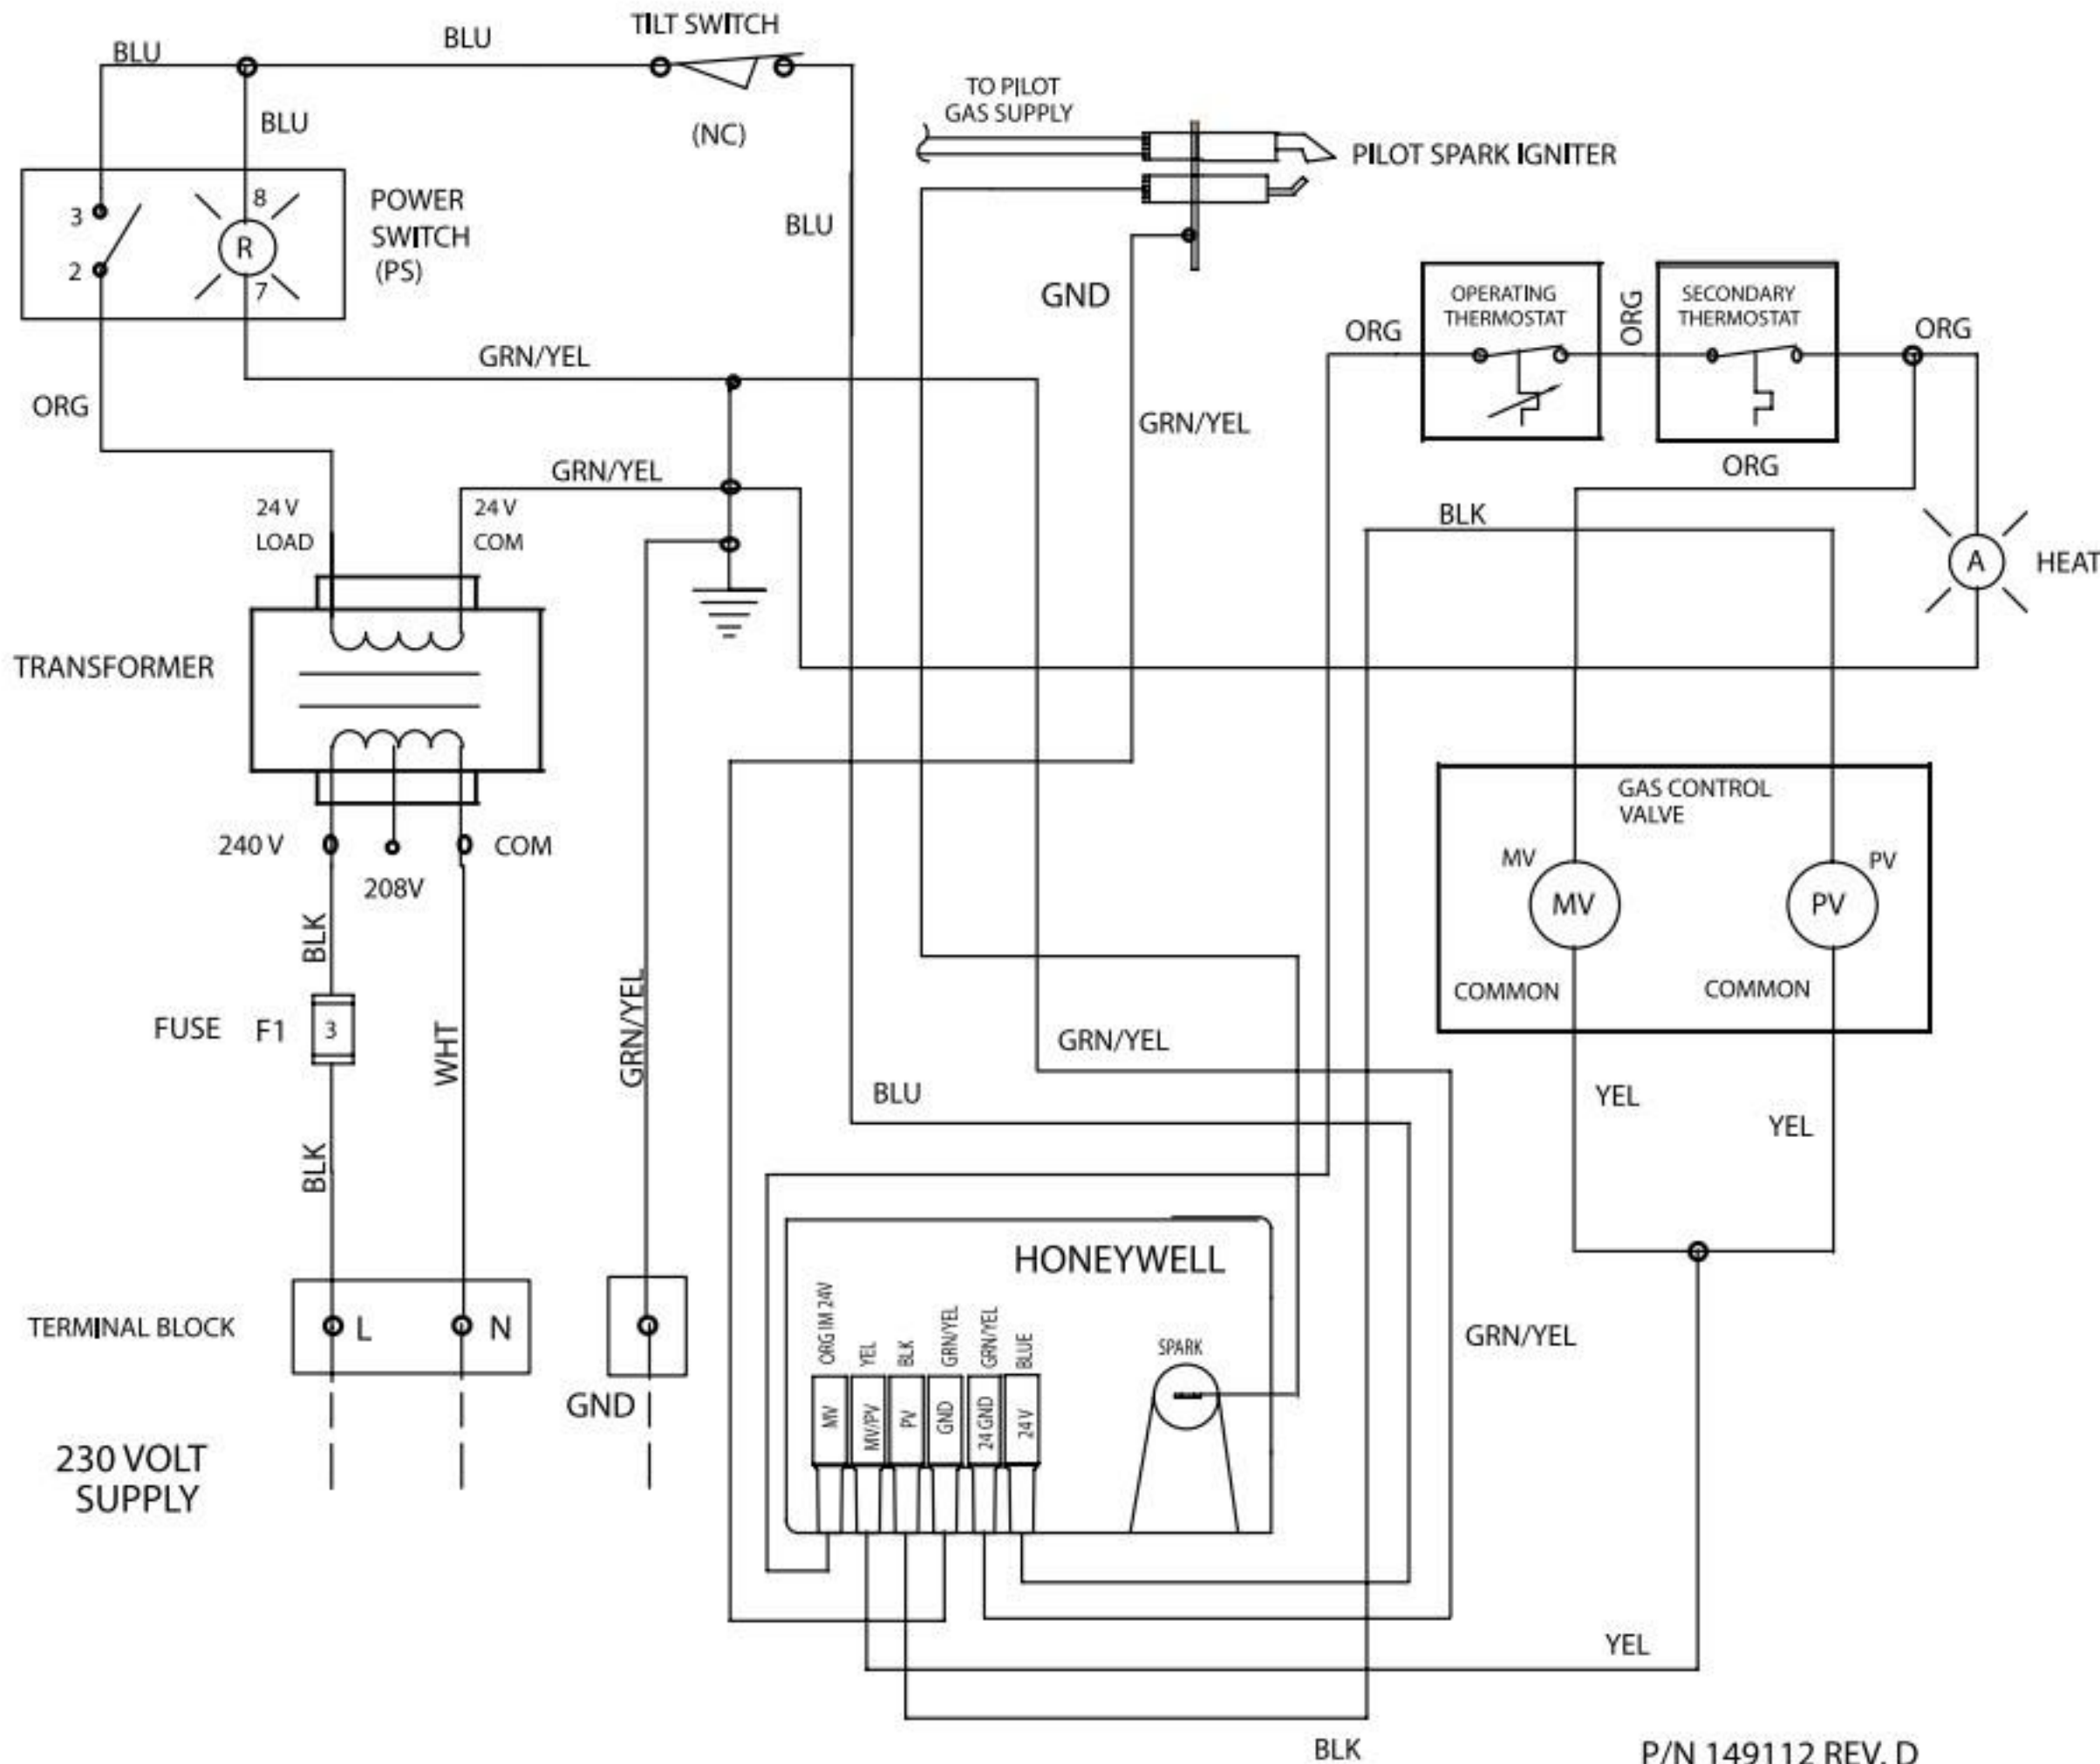 TILT SWITCH
BLU
BLU
BLU
(NC)
BLU
TO PILOT
GAS SUPPLY
PILOT SPARK IGNITER
GND
GRN/YEL
3
2
8
R
7
POWER
SWITCH
(PS)
GRN/YEL
ORG
GRN/YEL
24 V
LOAD
24 V
COM
TRANSFORMER
240 V
208V
COM
BLK
FUSE F1 3
WHT
BLK
GRN/YEL
TERMINAL BLOCK
L
N
GND
230 VOLT
SUPPLY
ORG
OPERATING
THERMOSTAT
ORG
SECONDARY
THERMOSTAT
ORG
ORG
BLK
A
HEAT
GAS CONTROL
VALVE
MV
MV
PV
PV
COMMON
COMMON
YEL
YEL
GRN/YEL
BLU
HONEYWELL
ORG IM 24V
YEL
BLK
GRN/YEL
GRN/YEL
BLUE
MV
MV/PV
PV
GND
24 GND
24 V
SPARK
GRN/YEL
YEL
BLK
P/N 149112 REV. D